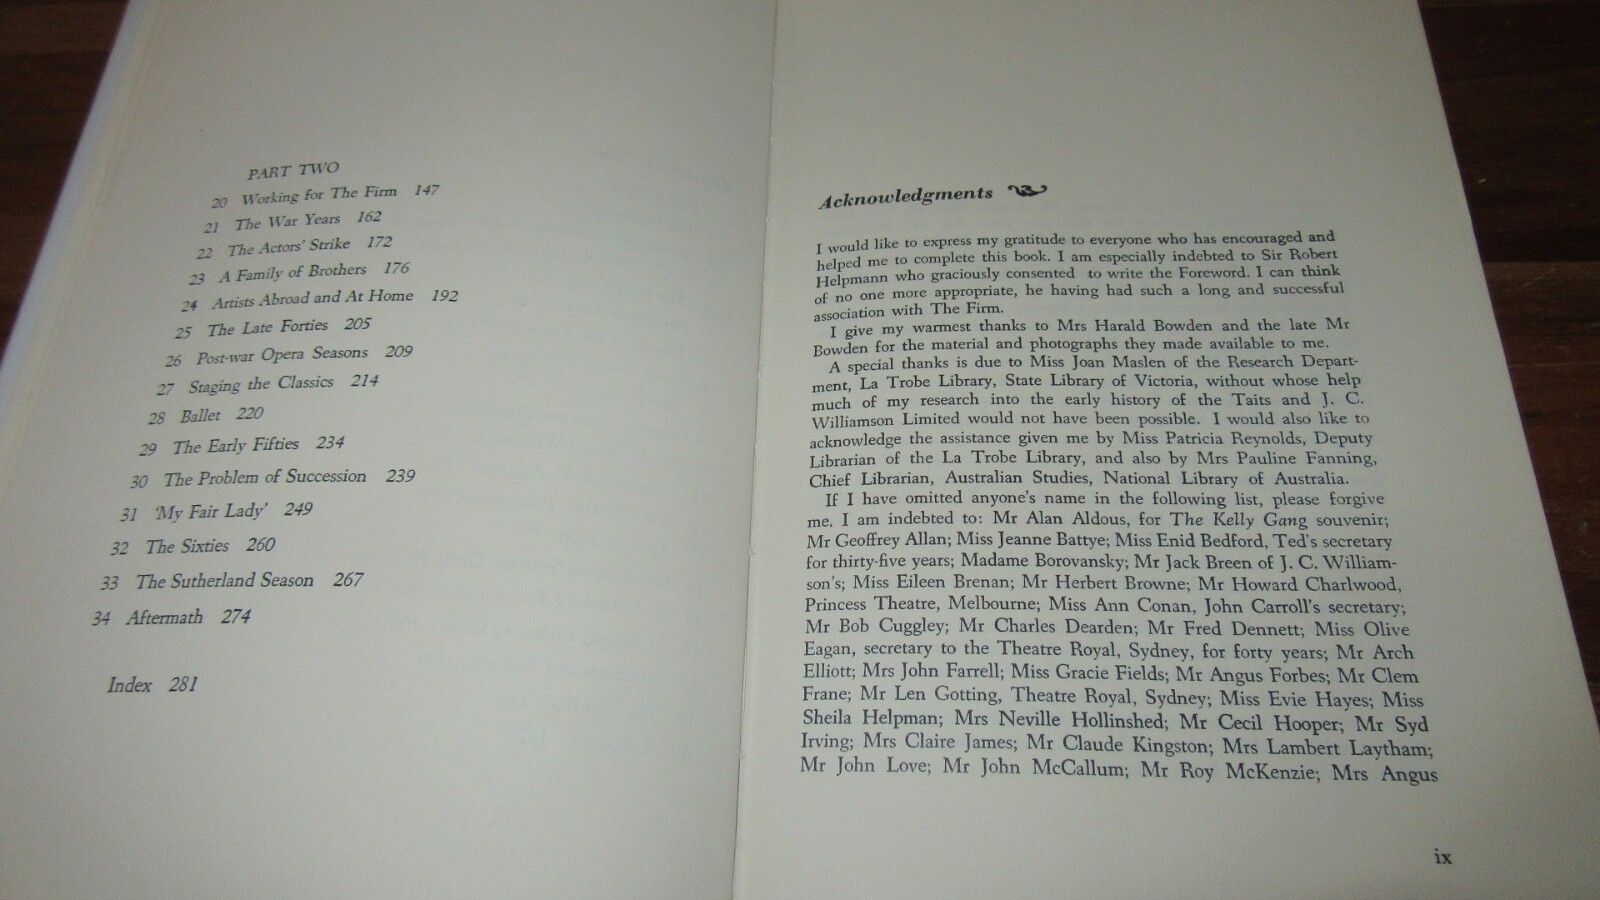 PART TWO
20 Working for The Firm 147
21 The War Years 162
22 The Actors' Strike 172
23 A Family of Brothers 176
24 Artists Abroad and At Home 192
25 The Late Forties 205
26 Post-war Opera Seasons 209
27 Staging the Classics 214
28 Ballet 220
29 The Early Fifties 234
30 The Problem of Succession 239
31 'My Fair Lady' 249
32 The Sixties 260
33 The Sutherland Season 267
34 Aftermath 274
Index 281
Acknowledgments
I would like to express my gratitude to everyone who has encouraged and
helped me to complete this book. I am especially indebted to Sir Robert
Helpmann who graciously consented to write the Foreword. I can think
of no one more appropriate, he having had such a long and successful
association with The Firm.
I give my warmest thanks to Mrs Harald Bowden and the late Mr
Bowden for the material and photographs they made available to me.
A special thanks is due to Miss Joan Maslen of the Research Depart-
ment, La Trobe Library, State Library of Victoria, without whose help
much of my research into the early history of the Taits and J. C.
Williamson Limited would not have been possible. I would also like to
acknowledge the assistance given me by Miss Patricia Reynolds, Deputy
Librarian of the La Trobe Library, and also by Mrs Pauline Fanning,
Chief Librarian, Australian Studies, National Library of Australia.
If I have omitted anyone's name in the following list, please forgive
me. I am indebted to: Mr Alan Aldous, for The Kelly Gang souvenir;
Mr Geoffrey Allan; Miss Jeanne Battye; Miss Enid Bedford, Ted's secretary
for thirty-five years; Madame Borovansky; Mr Jack Breen of J. C. William-
son's; Miss Eileen Brenan; Mr Herbert Browne; Mr Howard Charlwood,
Princess Theatre, Melbourne; Miss Ann Conan, John Carroll's secretary;
Mr Bob Cuggley; Mr Charles Dearden; Mr Fred Dennett; Miss Olive
Eagan, secretary to the Theatre Royal, Sydney, for forty years; Mr Arch
Elliott; Mrs John Farrell; Miss Gracie Fields; Mr Angus Forbes; Mr Clem
Frane; Mr Len Gotting, Theatre Royal, Sydney; Miss Evie Hayes; Miss
Sheila Helpman; Mrs Neville Hollinshed; Mr Cecil Hooper; Mr Syd
Irving; Mrs Claire James; Mr Claude Kingston; Mrs Lambert Laytham;
Mr John Love; Mr John McCallum; Mr Roy McKenzie; Mrs Angus
ix